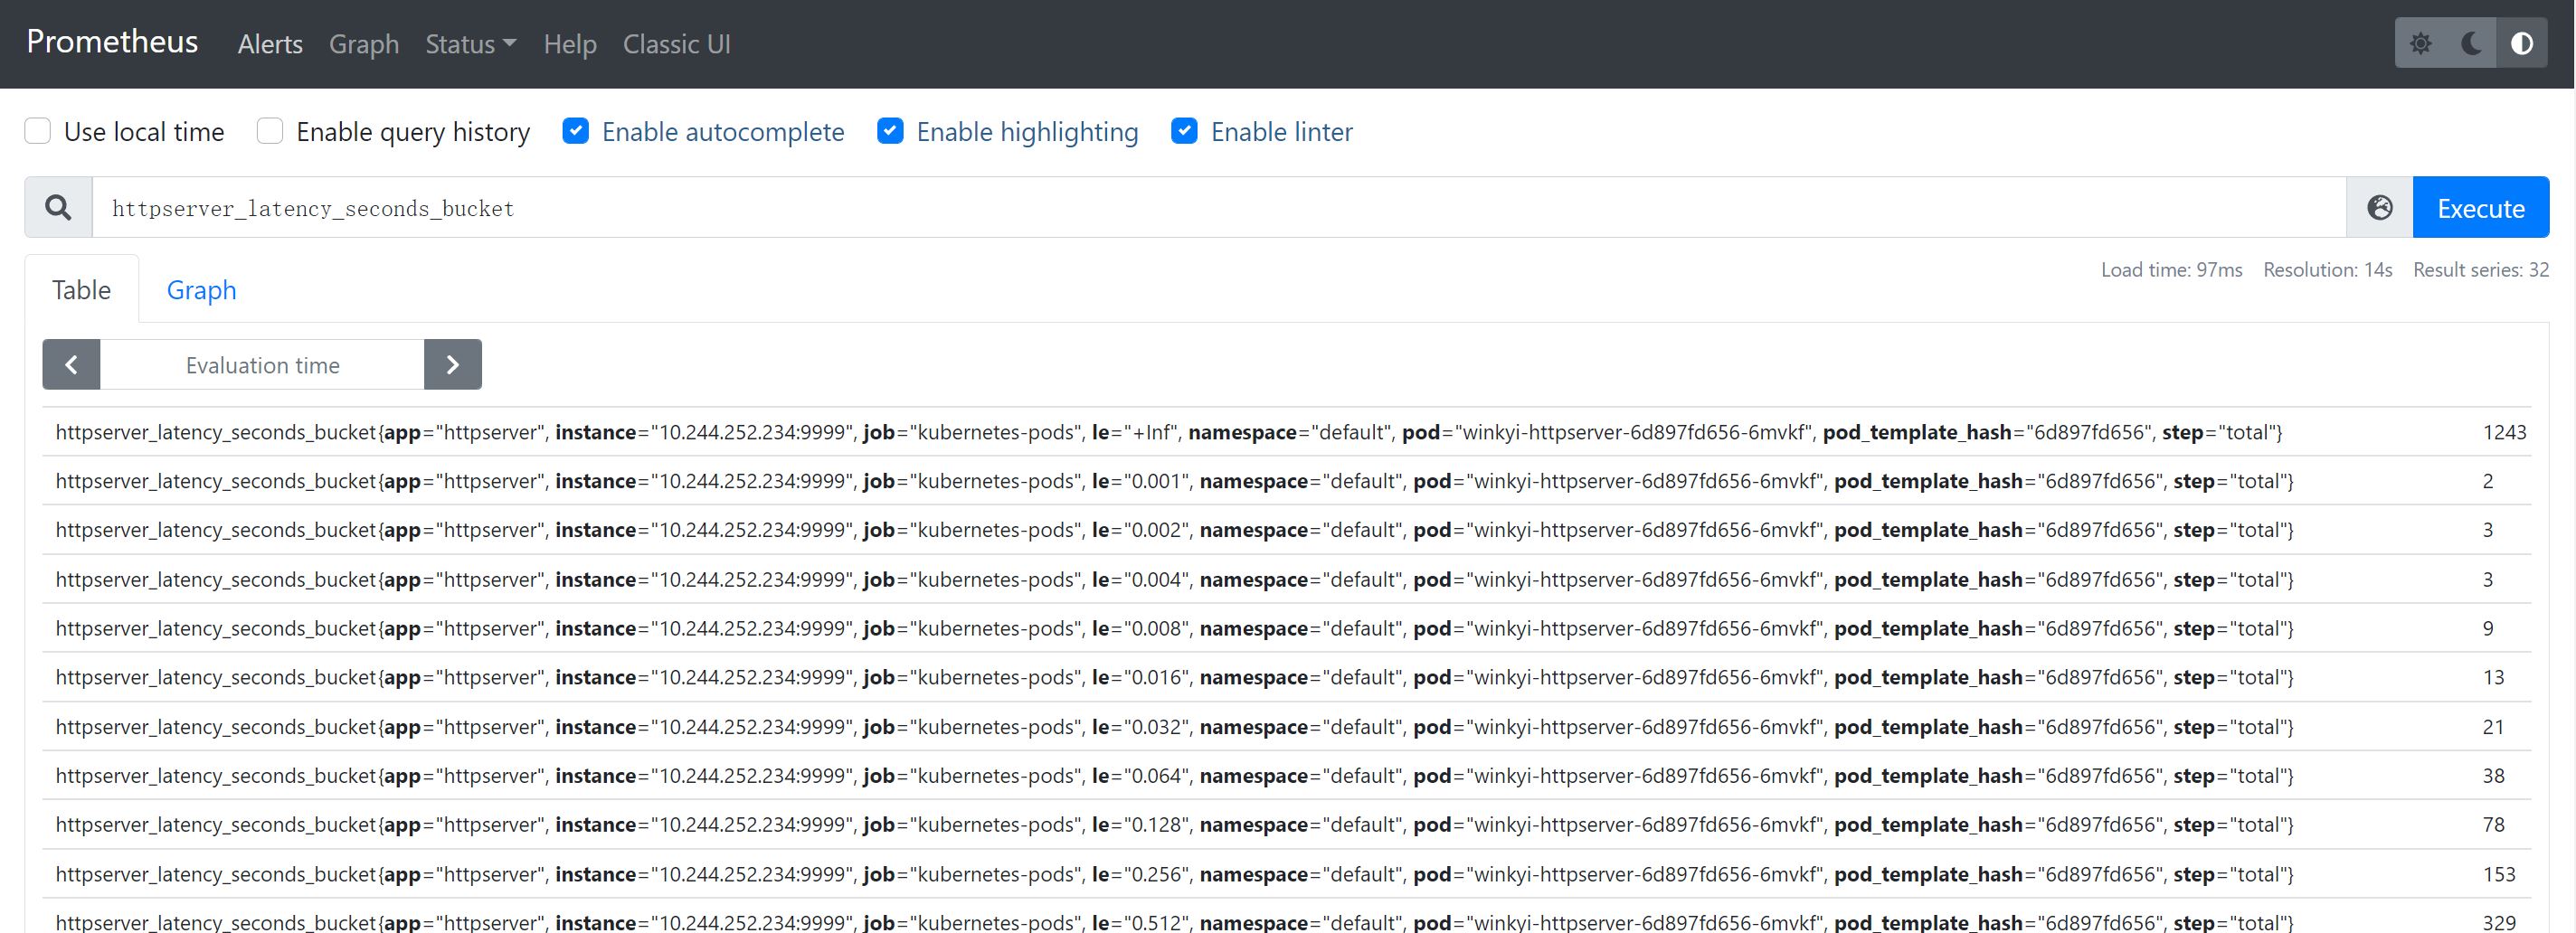 Prometheus Alerts Graph Status Help Classic UI
Use local time Enable query history Enable autocomplete Enable highlighting Enable linter
httpserver_latency_seconds_bucket Execute
Table Graph Load time: 97ms Resolution: 14s Result series: 32
Evaluation time
httpserver_latency_seconds_bucket{app="httpserver", instance="10.244.252.234:9999", job="kubernetes-pods", le="+Inf", namespace="default", pod="winkyi-httpserver-6d897fd656-6mvkf", pod_template_hash="6d897fd656", step="total"} 1243
httpserver_latency_seconds_bucket{app="httpserver", instance="10.244.252.234:9999", job="kubernetes-pods", le="0.001", namespace="default", pod="winkyi-httpserver-6d897fd656-6mvkf", pod_template_hash="6d897fd656", step="total"} 2
httpserver_latency_seconds_bucket{app="httpserver", instance="10.244.252.234:9999", job="kubernetes-pods", le="0.002", namespace="default", pod="winkyi-httpserver-6d897fd656-6mvkf", pod_template_hash="6d897fd656", step="total"} 3
httpserver_latency_seconds_bucket{app="httpserver", instance="10.244.252.234:9999", job="kubernetes-pods", le="0.004", namespace="default", pod="winkyi-httpserver-6d897fd656-6mvkf", pod_template_hash="6d897fd656", step="total"} 3
httpserver_latency_seconds_bucket{app="httpserver", instance="10.244.252.234:9999", job="kubernetes-pods", le="0.008", namespace="default", pod="winkyi-httpserver-6d897fd656-6mvkf", pod_template_hash="6d897fd656", step="total"} 9
httpserver_latency_seconds_bucket{app="httpserver", instance="10.244.252.234:9999", job="kubernetes-pods", le="0.016", namespace="default", pod="winkyi-httpserver-6d897fd656-6mvkf", pod_template_hash="6d897fd656", step="total"} 13
httpserver_latency_seconds_bucket{app="httpserver", instance="10.244.252.234:9999", job="kubernetes-pods", le="0.032", namespace="default", pod="winkyi-httpserver-6d897fd656-6mvkf", pod_template_hash="6d897fd656", step="total"} 21
httpserver_latency_seconds_bucket{app="httpserver", instance="10.244.252.234:9999", job="kubernetes-pods", le="0.064", namespace="default", pod="winkyi-httpserver-6d897fd656-6mvkf", pod_template_hash="6d897fd656", step="total"} 38
httpserver_latency_seconds_bucket{app="httpserver", instance="10.244.252.234:9999", job="kubernetes-pods", le="0.128", namespace="default", pod="winkyi-httpserver-6d897fd656-6mvkf", pod_template_hash="6d897fd656", step="total"} 78
httpserver_latency_seconds_bucket{app="httpserver", instance="10.244.252.234:9999", job="kubernetes-pods", le="0.256", namespace="default", pod="winkyi-httpserver-6d897fd656-6mvkf", pod_template_hash="6d897fd656", step="total"} 153
httpserver_latency_seconds_bucket{app="httpserver", instance="10.244.252.234:9999", job="kubernetes-pods", le="0.512", namespace="default", pod="winkyi-httpserver-6d897fd656-6mvkf", pod_template_hash="6d897fd656", step="total"} 329